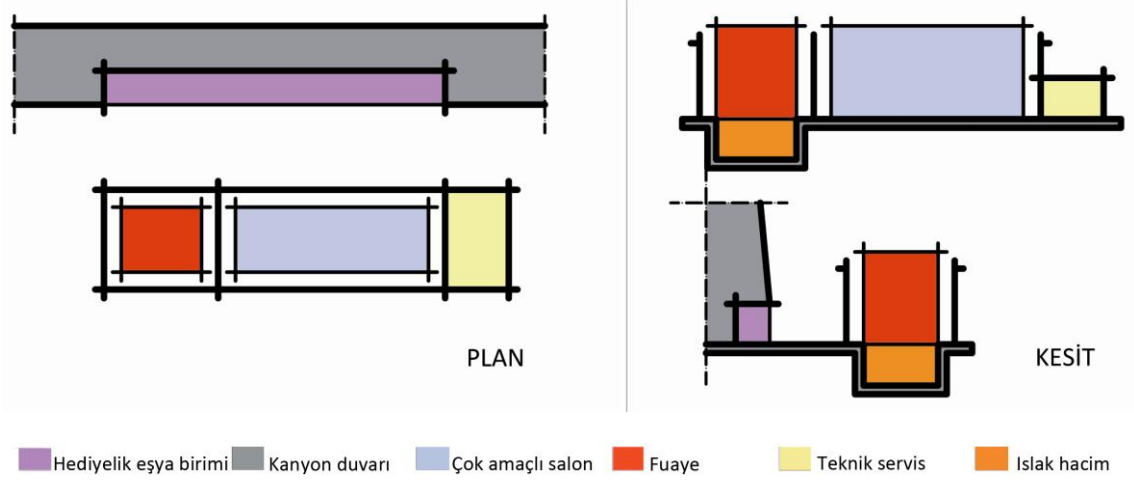 PLAN
KESİT
Hediyelik eşya birimi Kanyon duvarı Çok amaçlı salon Fuaye Teknik servis Islak hacim